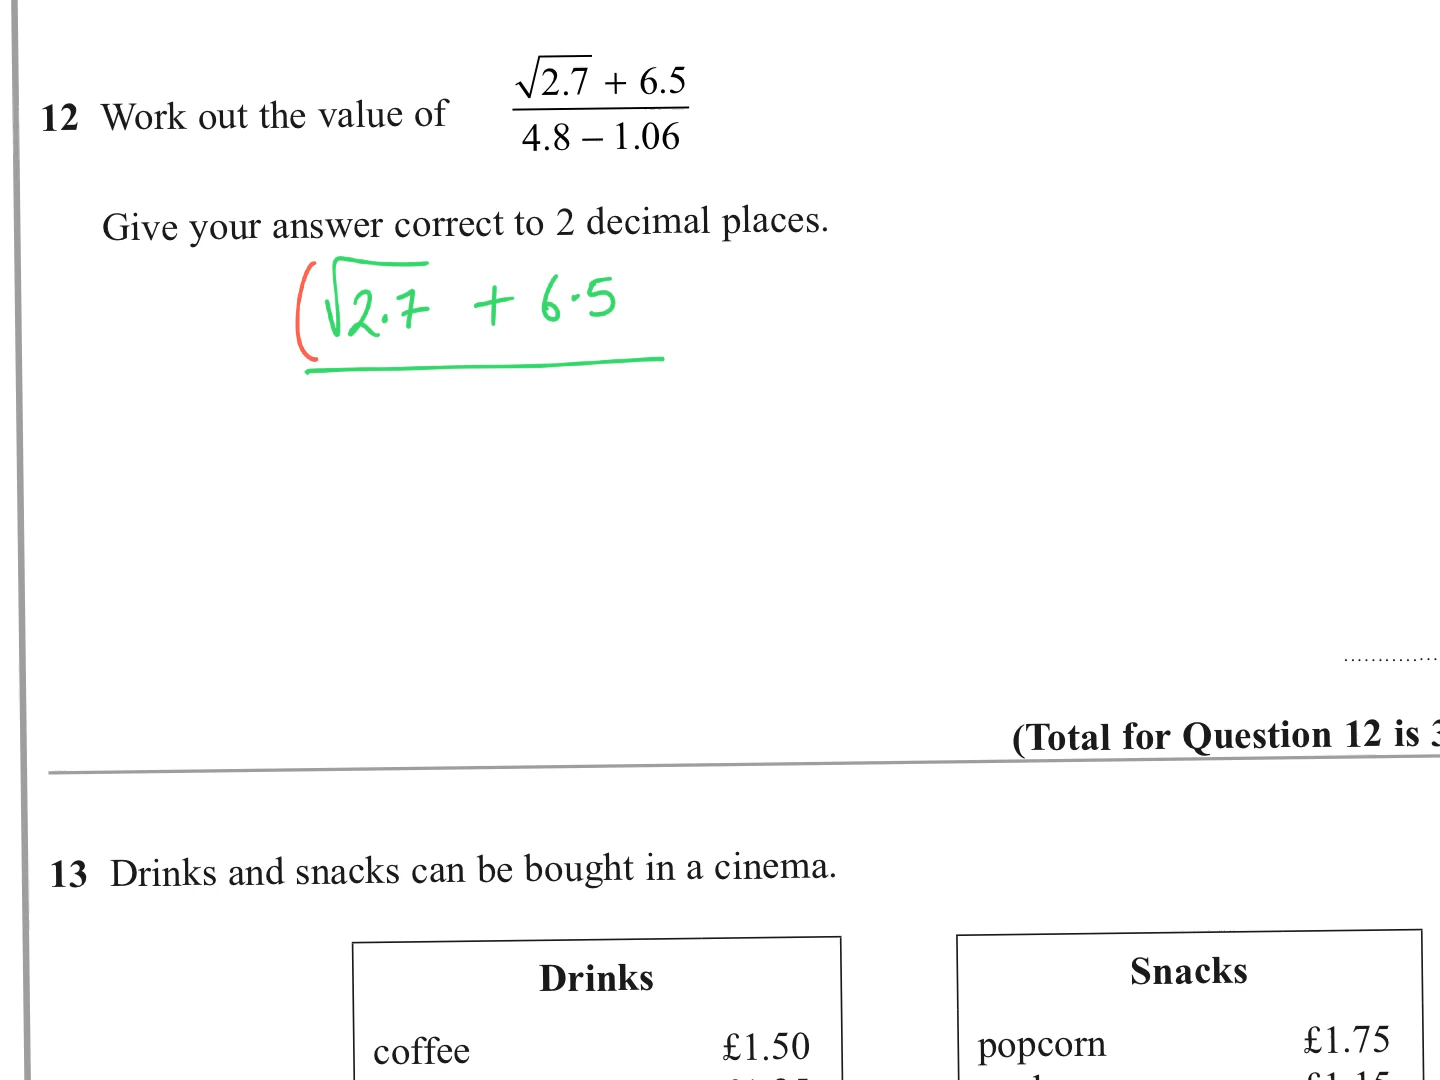 12 Work out the value of √2.7 + 6.5
4.8 – 1.06
Give your answer correct to 2 decimal places.
(√2.7 + 6.5
(Total for Question 12 is
13 Drinks and snacks can be bought in a cinema.
Drinks
coffee £1.50
Snacks
popcorn £1.75